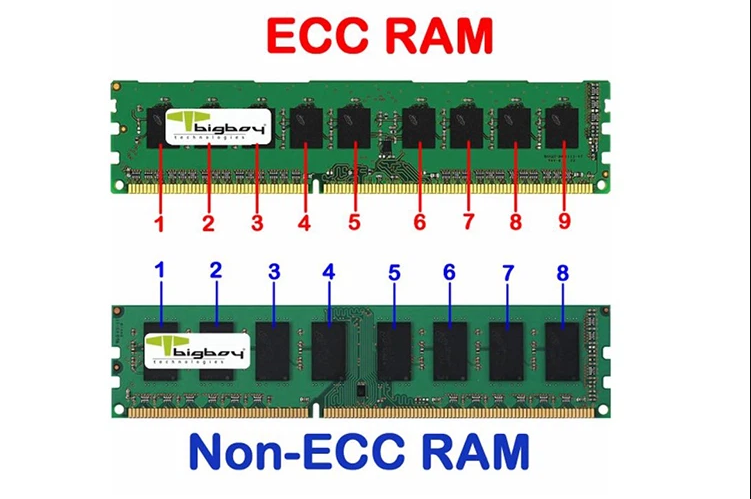 ECC RAM
bigboy
technologies
1 2 3 4 5 6 7 8 9
1 2 3 4 5 6 7 8
bigboy
technologies
Non-ECC RAM